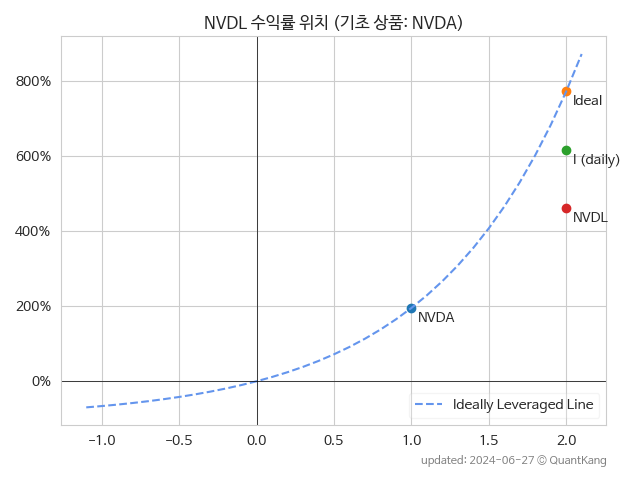 NVDL 수익률 위치 (기초 상품: NVDA)
800%
600%
400%
200%
0%
Ideal
I (daily)
NVDL
NVDA
Ideally Leveraged Line
−1.0
−0.5
0.0
0.5
1.0
1.5
2.0
updated: 2024-06-27 © QuantKang